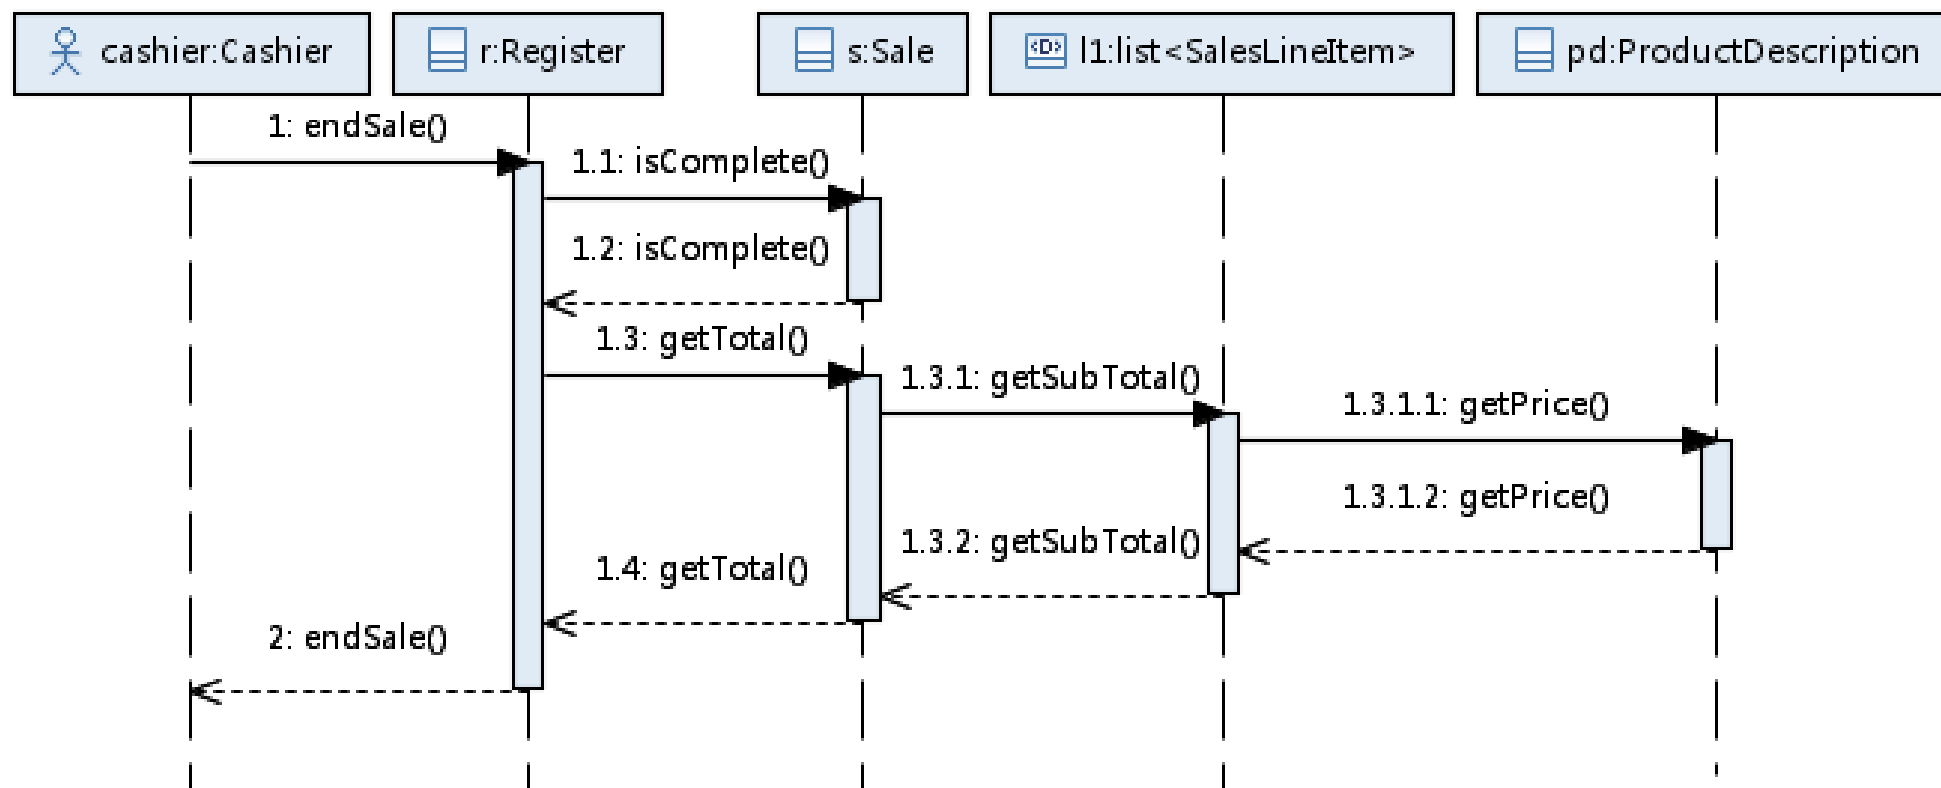 cashier:Cashier
r:Register
s:Sale
l1:list<SalesLineItem>
pd:ProductDescription
1: endSale()
1.1: isComplete()
1.2: isComplete()
1.3: getTotal()
1.3.1: getSubTotal()
1.3.1.1: getPrice()
1.3.1.2: getPrice()
1.3.2: getSubTotal()
1.4: getTotal()
2: endSale()